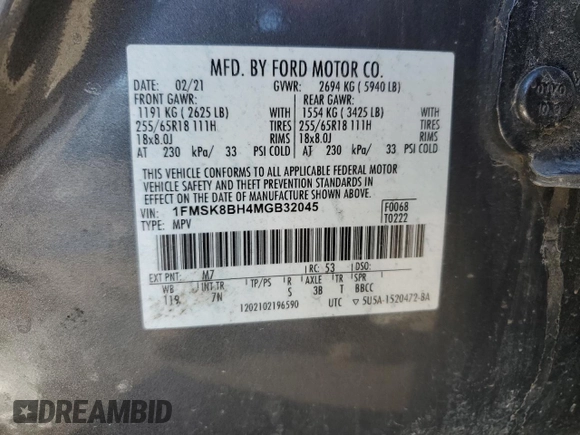 MFD. BY FORD MOTOR CO.
DATE: 02/21 GVWR: 2694 KG ( 5940 LB)
FRONT GAWR: REAR GAWR:
1191 KG ( 2625 LB) WITH 1554 KG ( 3425 LB) WITH
255/65R18 111H TIRES 255/65R18 111H TIRES
18x8.0J RIMS 18x8.0J RIMS
AT 230 kPa/ 33 PSI COLD AT 230 kPa/ 33 PSI COLD
THIS VEHICLE CONFORMS TO ALL APPLICABLE FEDERAL MOTOR
VEHICLE SAFETY AND THEFT PREVENTION STANDARDS IN
EFFECT ON THE DATE OF MANUFACTURE SHOWN ABOVE.
VIN: 1FMSK8BH4MGB32045 F0068
TYPE: MPV T0222
EXT PNT: M7 RC: 53 DSO:
WB INT TR TP/PS R AXLE TR SPR
119 7N S 3B T BBCC
1202102196590 UTC ▽ 5U5A-1520472-BA
DREAMBID